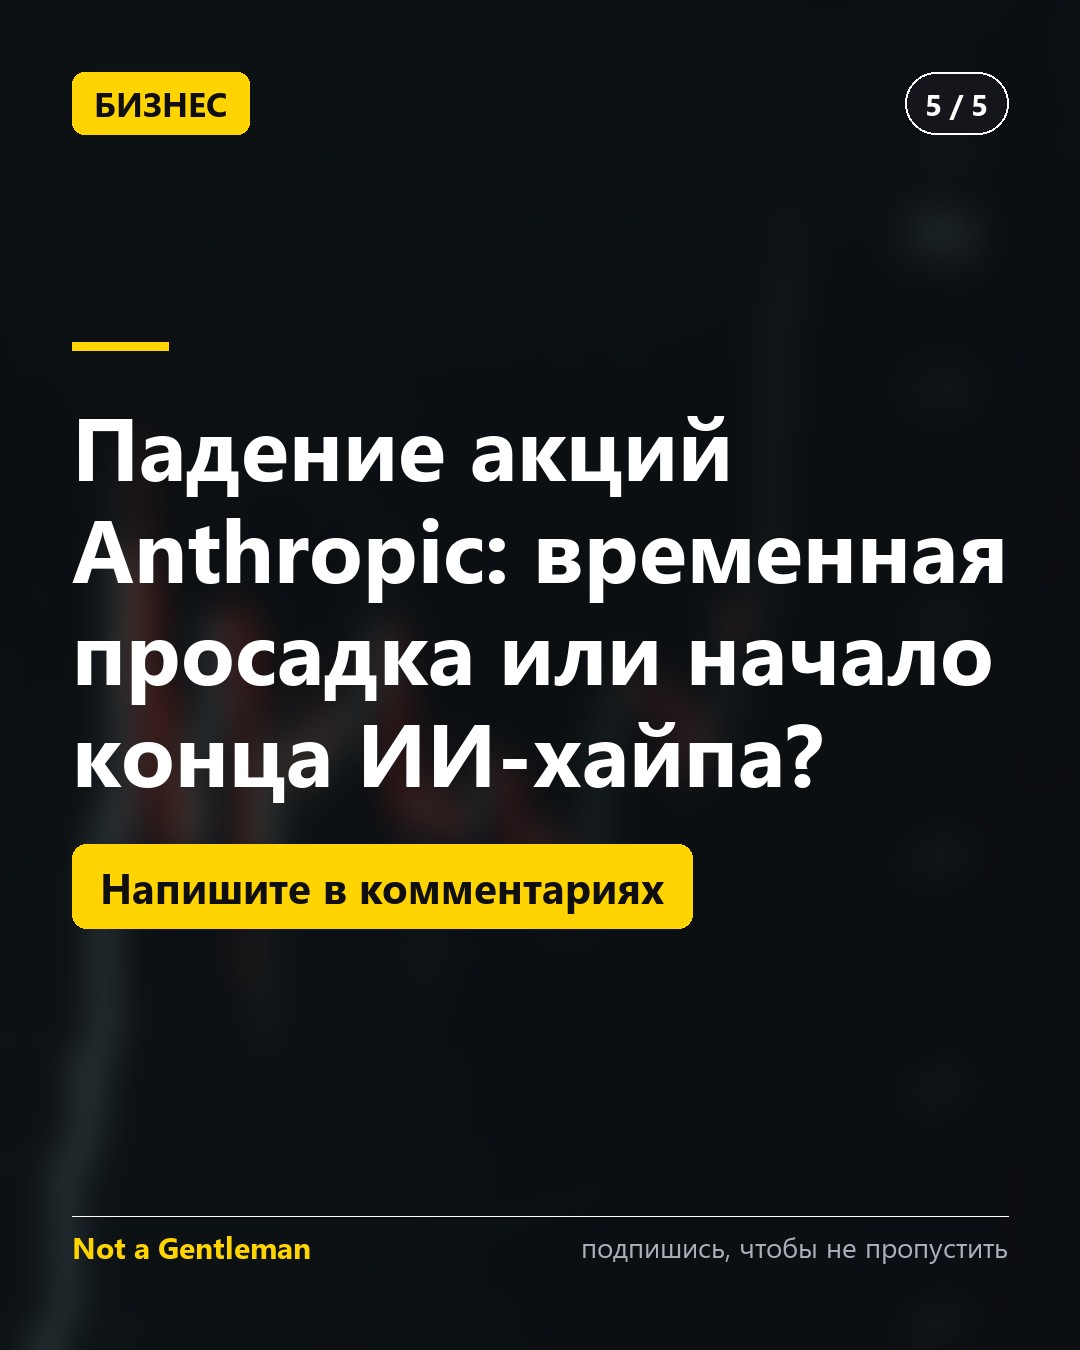 БИЗНЕС
5 / 5
Падение акций
Anthropic: временная
просадка или начало
конца ИИ-хайпа?
Напишите в комментариях
Not a Gentleman
подпишись, чтобы не пропустить